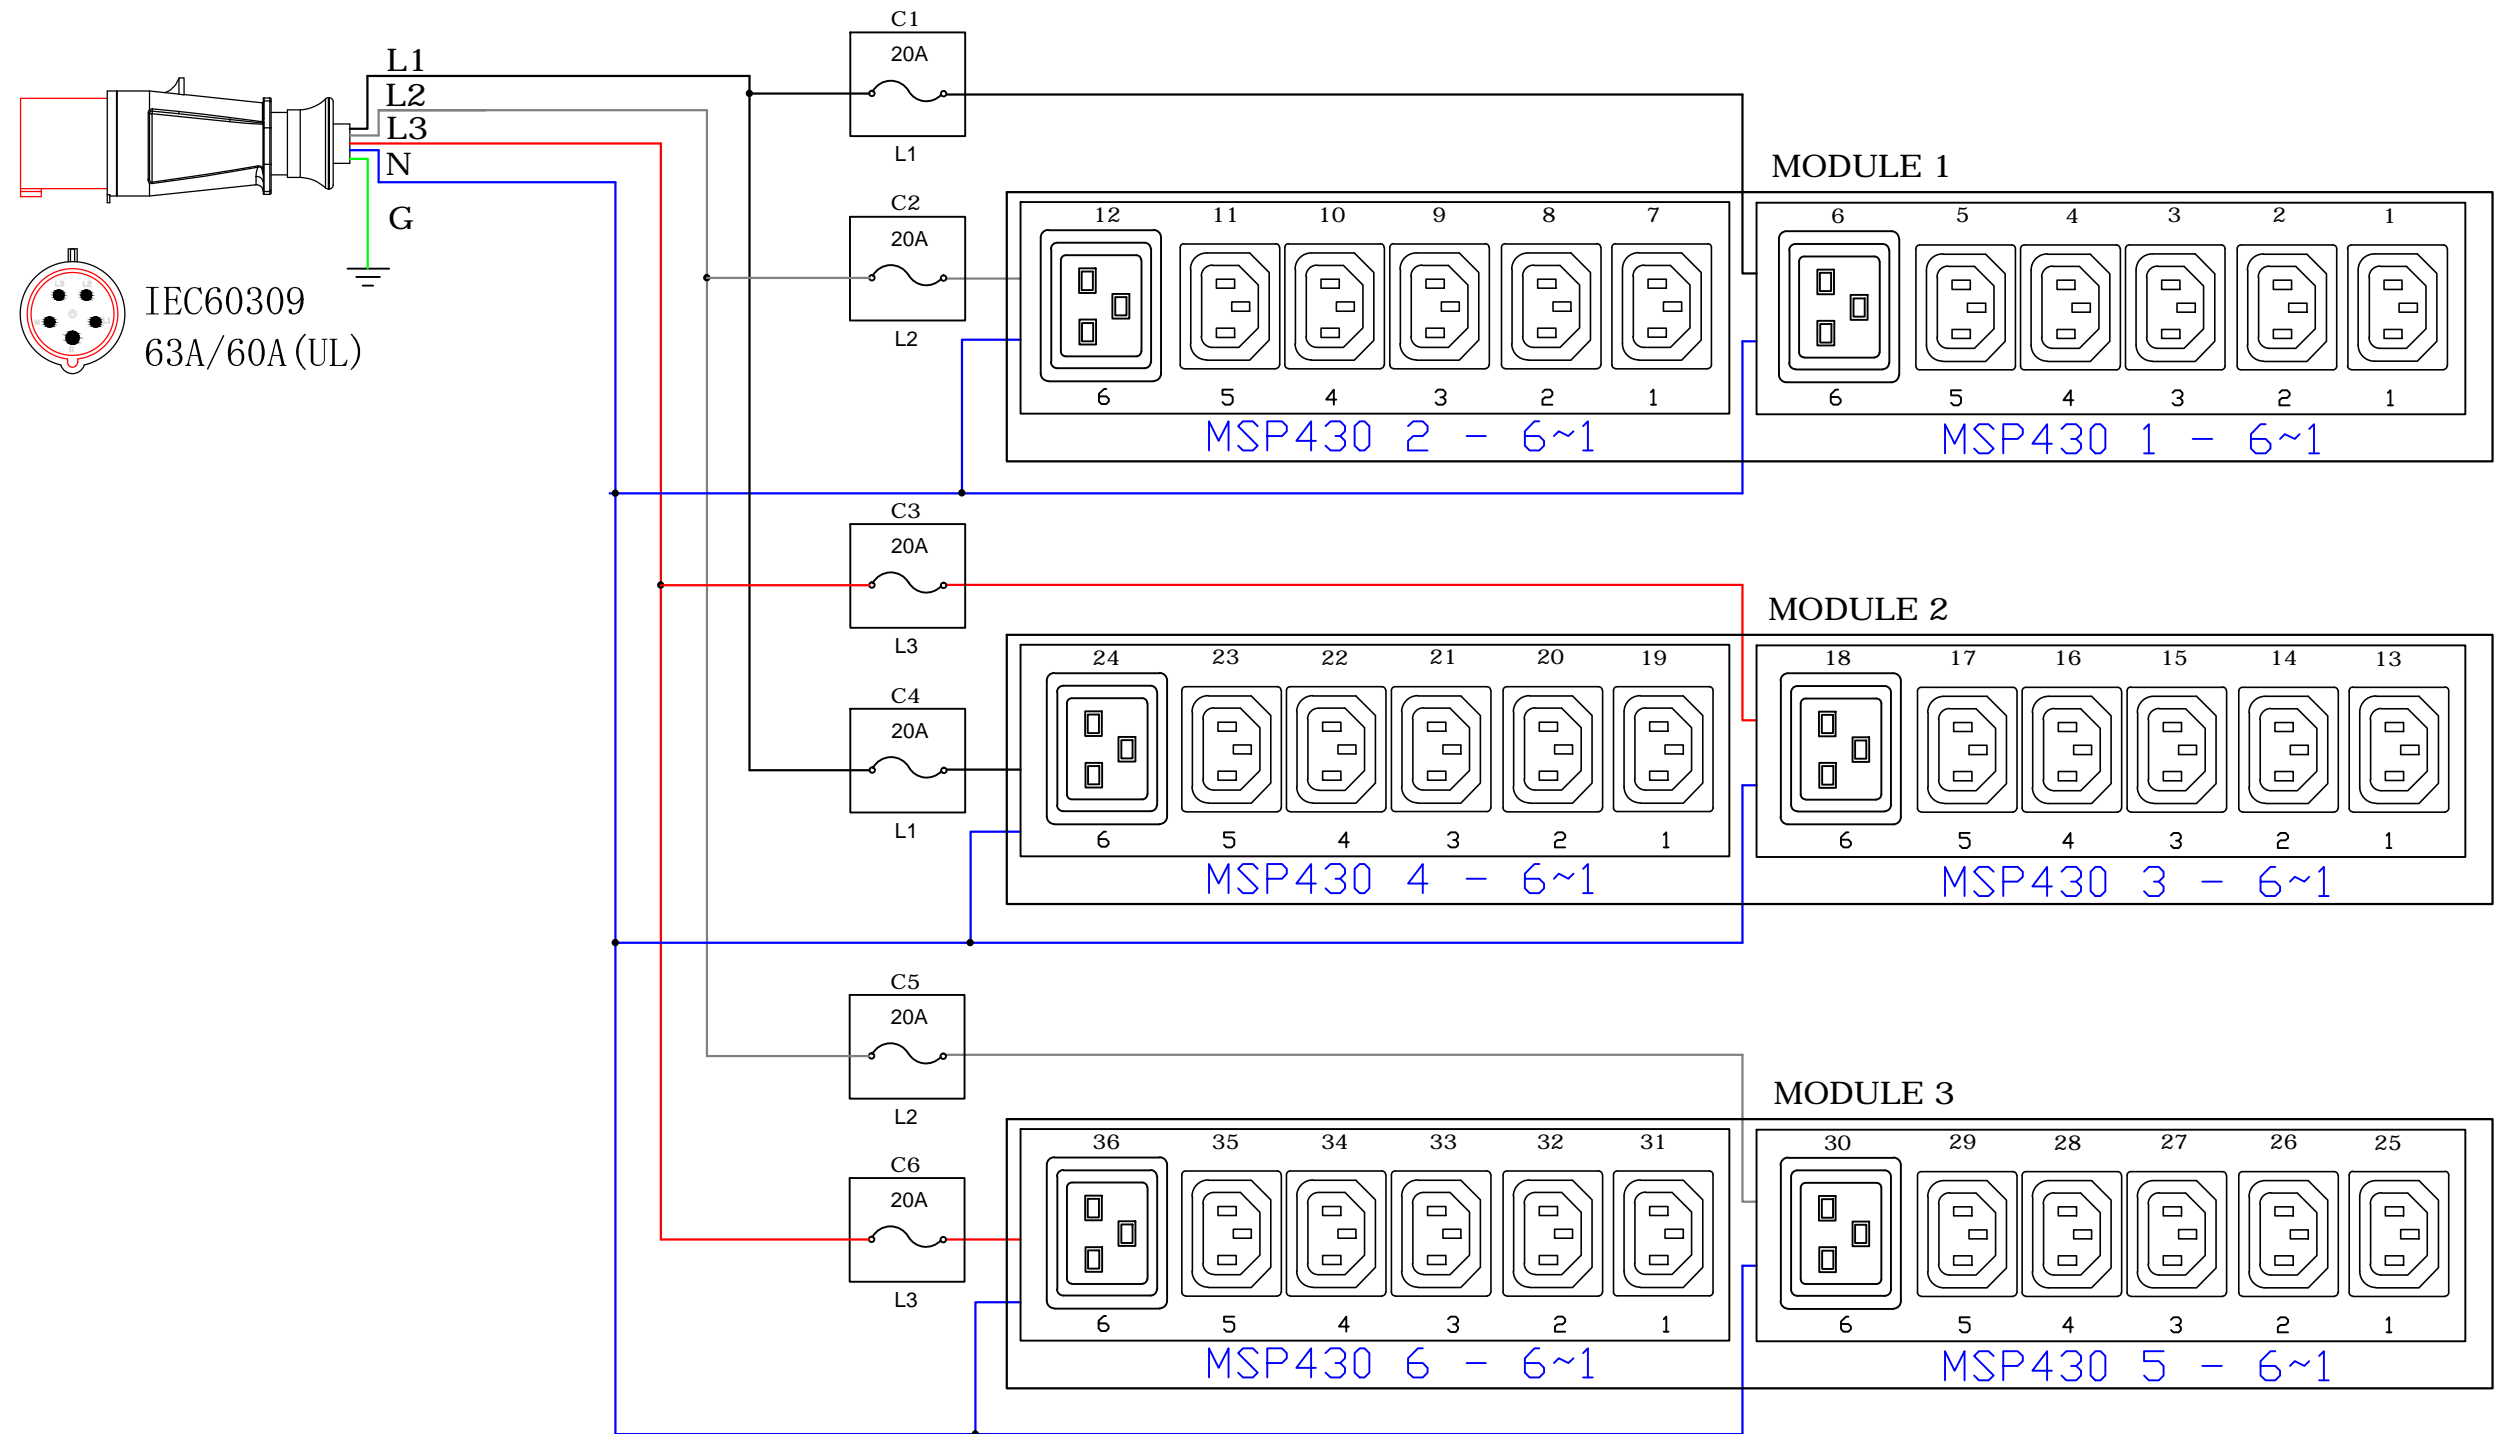 L1
L2
L3
N
G
IEC60309
63A/60A(UL)
L3 L2
C1
20A
L1
C2
20A
L2
MODULE 1
12 11 10 9 8 7
6 5 4 3 2 1
MSP430 2 - 6~1
6 5 4 3 2 1
6 5 4 3 2 1
MSP430 1 - 6~1
C3
20A
L3
C4
20A
L1
MODULE 2
24 23 22 21 20 19
6 5 4 3 2 1
MSP430 4 - 6~1
18 17 16 15 14 13
6 5 4 3 2 1
MSP430 3 - 6~1
C5
20A
L2
C6
20A
L3
MODULE 3
36 35 34 33 32 31
6 5 4 3 2 1
MSP430 6 - 6~1
30 29 28 27 26 25
6 5 4 3 2 1
MSP430 5 - 6~1